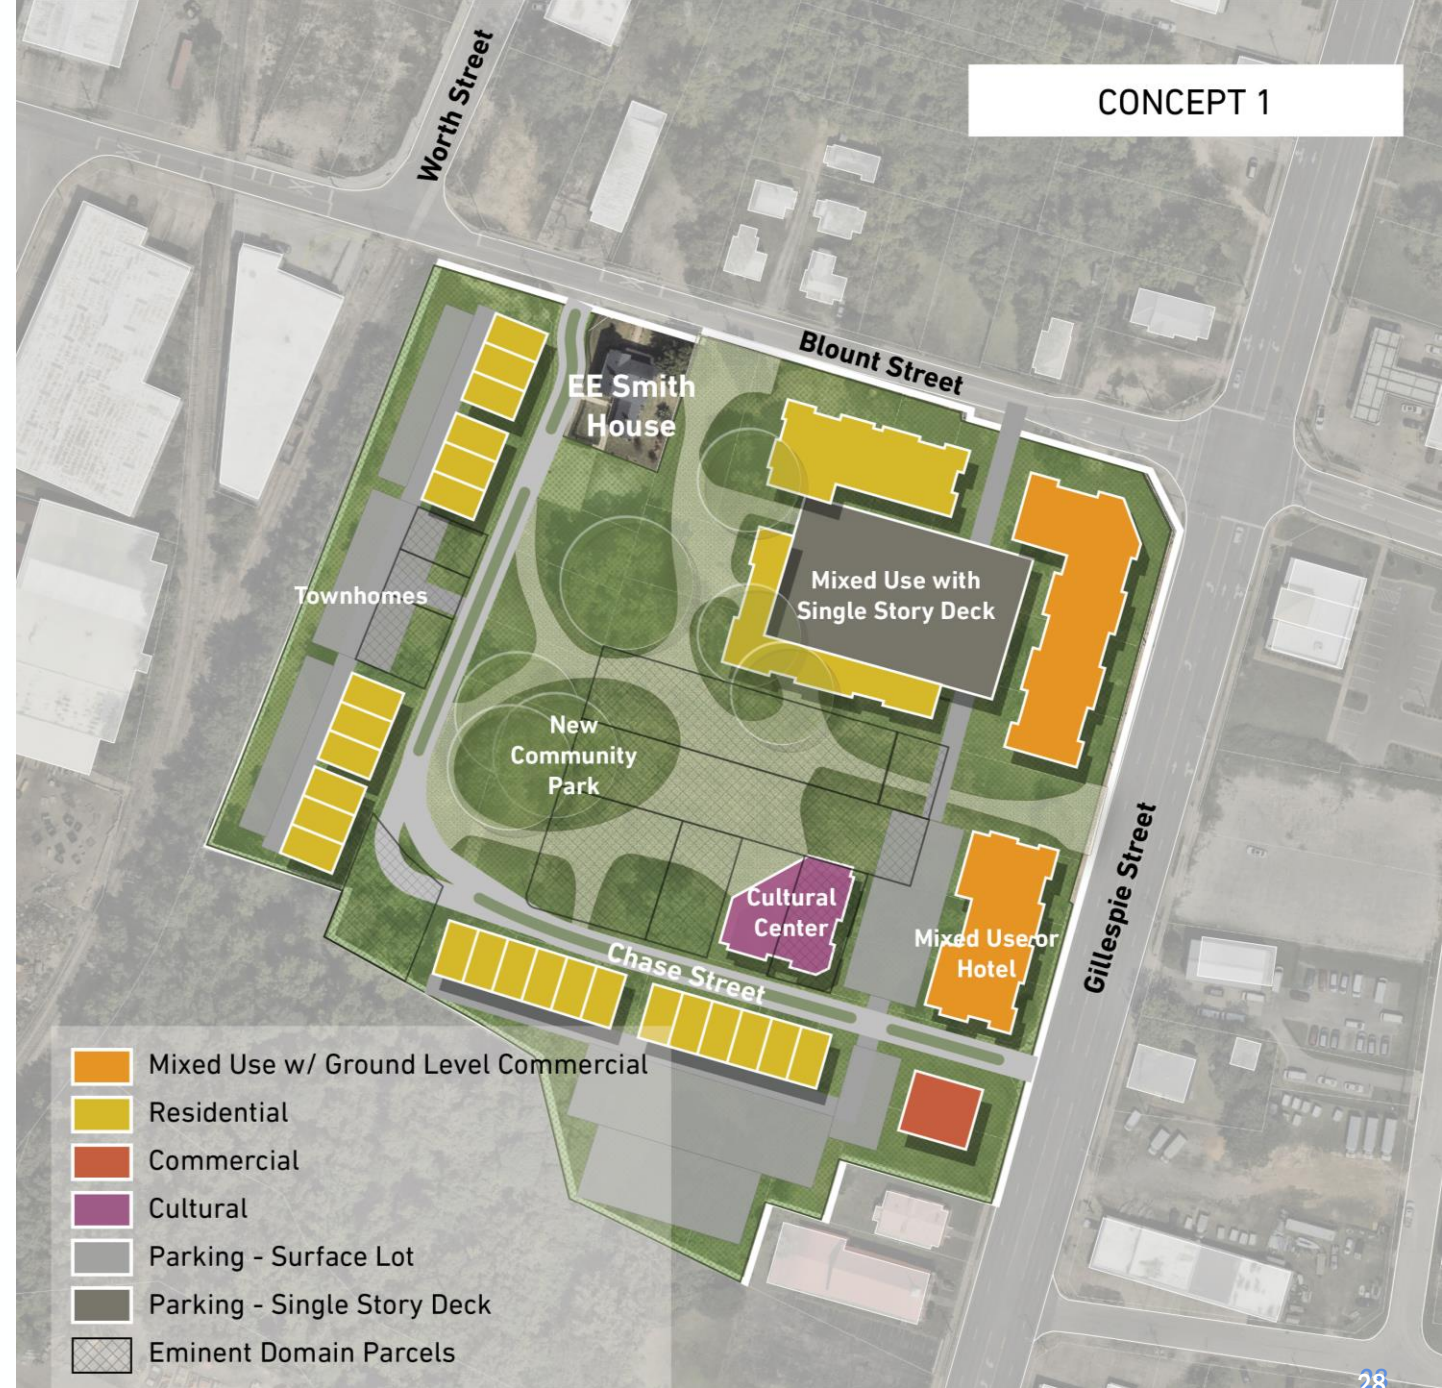 CONCEPT 1
Worth Street
Blount Street
EE Smith
House
Mixed Use with
Single Story Deck
Townhomes
New
Community
Park
Cultural
Center
Mixed Use or
Hotel
Chase Street
Gillespie Street
Mixed Use w/ Ground Level Commercial
Residential
Commercial
Cultural
Parking - Surface Lot
Parking - Single Story Deck
Eminent Domain Parcels
28